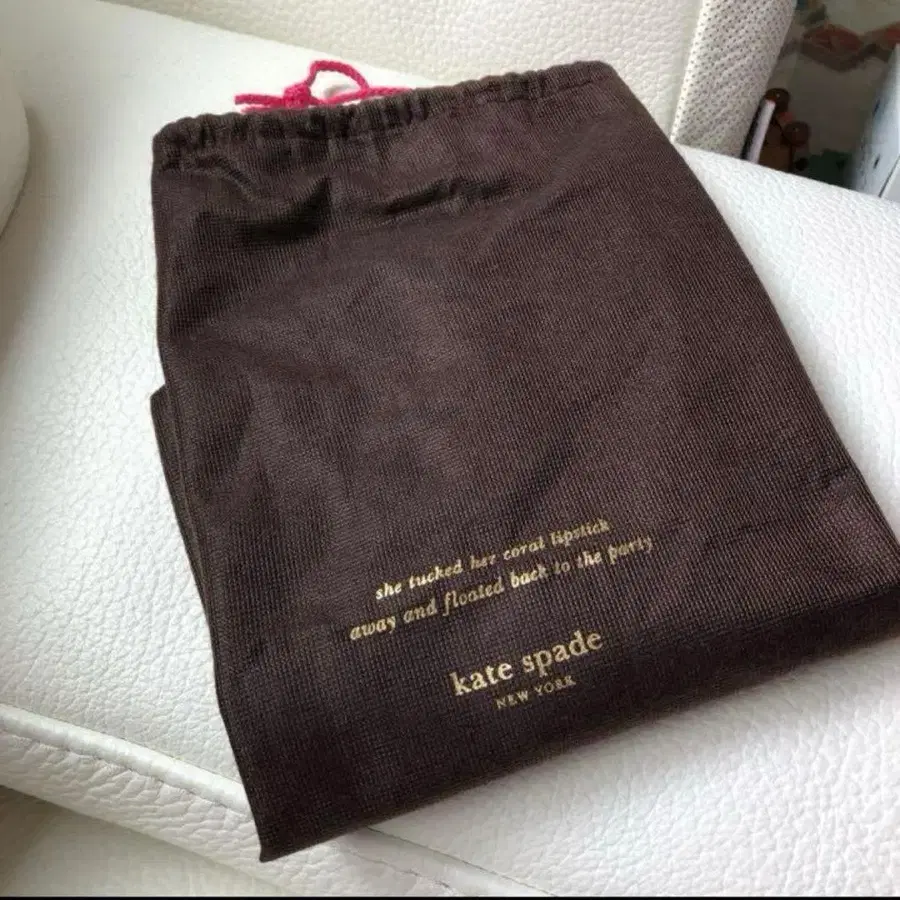 she tucked her coral lipstick
away and floated back to the party
kate spade
NEW YORK